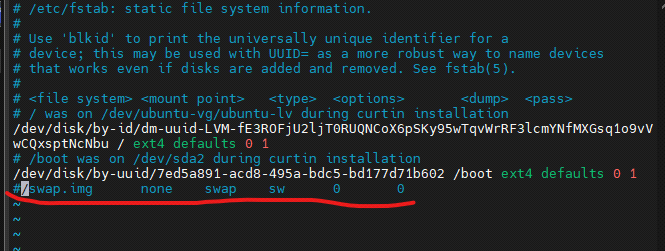 # /etc/fstab: static file system information.
#
# Use 'blkid' to print the universally unique identifier for a
# device; this may be used with UUID= as a more robust way to name devices
# that works even if disks are added and removed. See fstab(5).
#
# <file system> <mount point>   <type>  <options>       <dump>  <pass>
# / was on /dev/ubuntu-vg/ubuntu-lv during curtin installation
/dev/disk/by-id/dm-uuid-LVM-fE3ROFjU2ljT0RUQNCoX6pSKy95wTqvWrRF3lcmYNfMXGsq1o9vV
wCQxsptNcNbu / ext4 defaults 0 1
# /boot was on /dev/sda2 during curtin installation
/dev/disk/by-uuid/7ed5a891-acd8-495a-bdc5-bd177d71b602 /boot ext4 defaults 0 1
#/swap.img      none    swap    sw      0       0
~
~
~